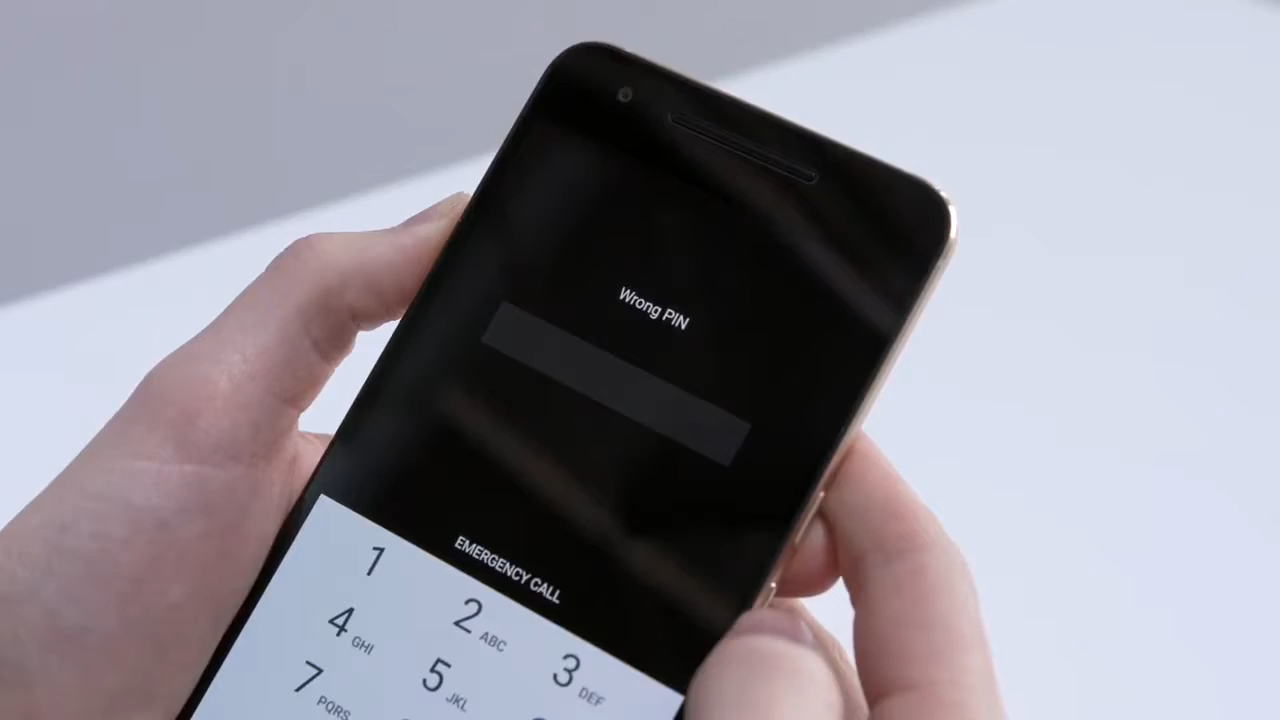 Wrong PIN
EMERGENCY CALL
1
2 ABC
3 DEF
4 GHI
5 JKL
7 PQRS